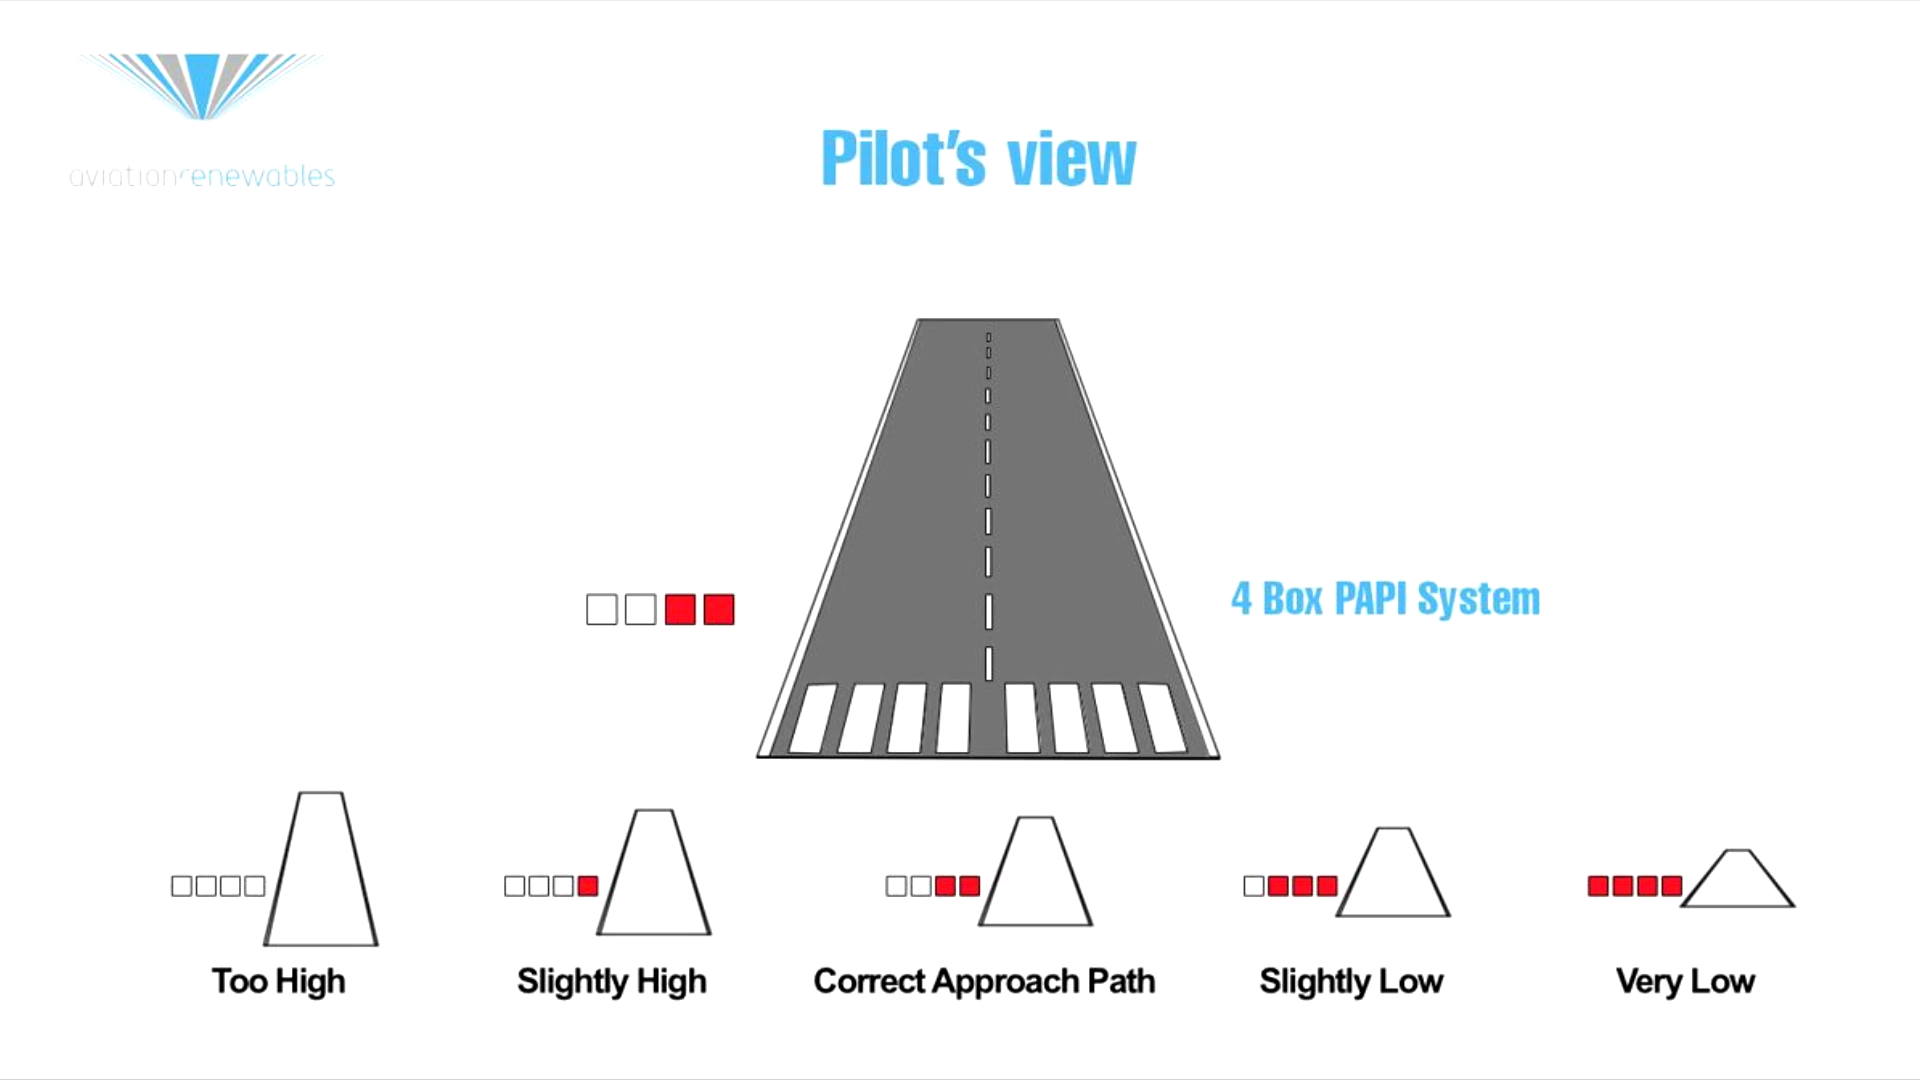 aviationrenewables
Pilot's view
4 Box PAPI System
Too High
Slightly High
Correct Approach Path
Slightly Low
Very Low